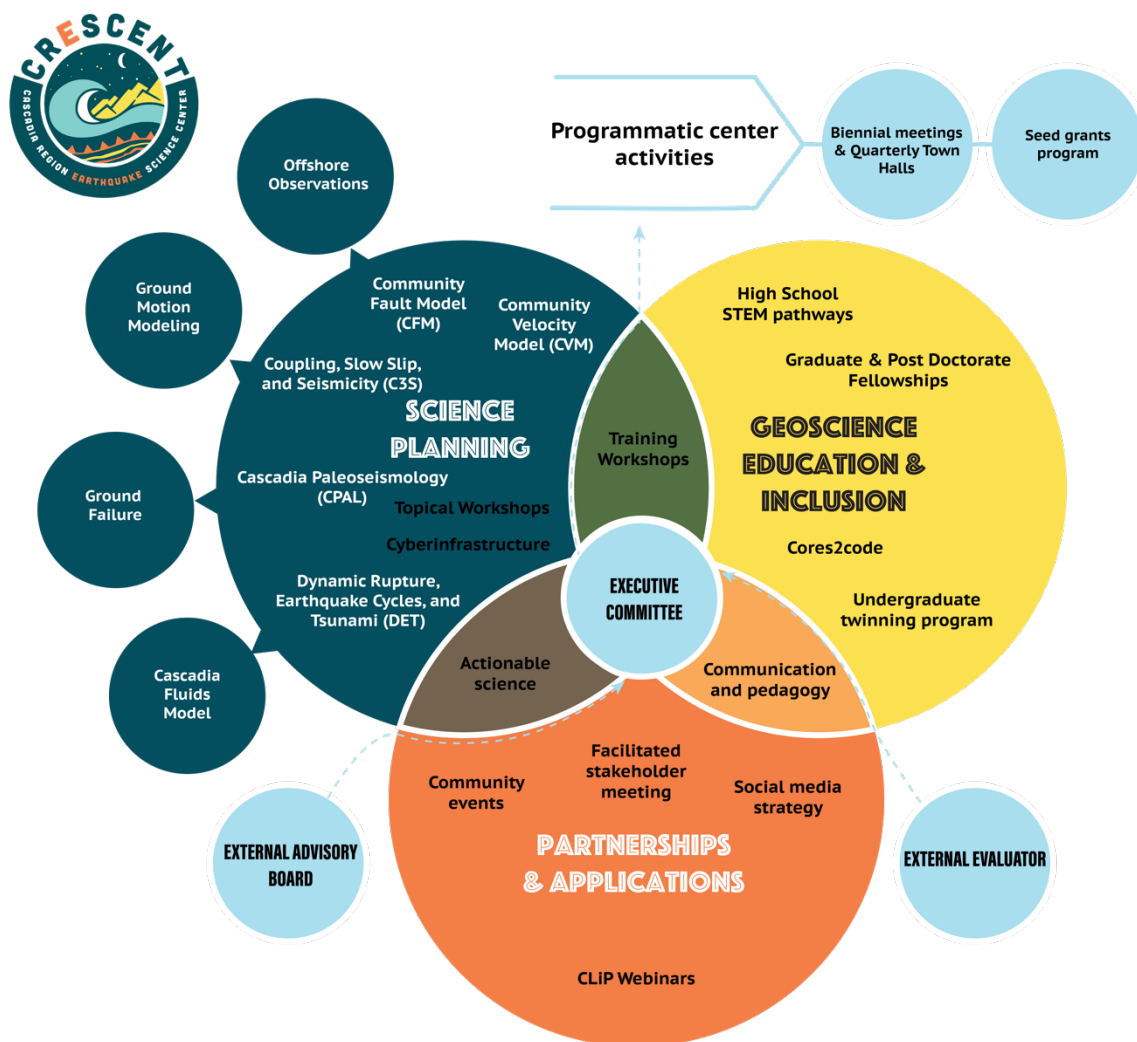 CRESCENT
CASCADIA REGION EARTHQUAKE SCIENCE CENTER
Programmatic center
activities
Biennial meetings
& Quarterly Town
Halls
Seed grants
program
Offshore
Observations
Ground
Motion
Modeling
Ground
Failure
Cascadia
Fluids
Model
Community
Fault Model
(CFM)
Community
Velocity
Model (CVM)
Coupling, Slow Slip,
and Seismicity (C3S)
SCIENCE
PLANNING
Cascadia Paleoseismology
(CPAL)
Topical Workshops
Cyberinfrastructure
Dynamic Rupture,
Earthquake Cycles, and
Tsunami (DET)
Training
Workshops
High School
STEM pathways
Graduate & Post Doctorate
Fellowships
GEOSCIENCE
EDUCATION &
INCLUSION
Cores2code
Undergraduate
twinning program
EXECUTIVE
COMMITTEE
Actionable
science
Communication
and pedagogy
Community
events
Facilitated
stakeholder
meeting
Social media
strategy
PARTNERSHIPS
& APPLICATIONS
CLiP Webinars
EXTERNAL ADVISORY
BOARD
EXTERNAL EVALUATOR